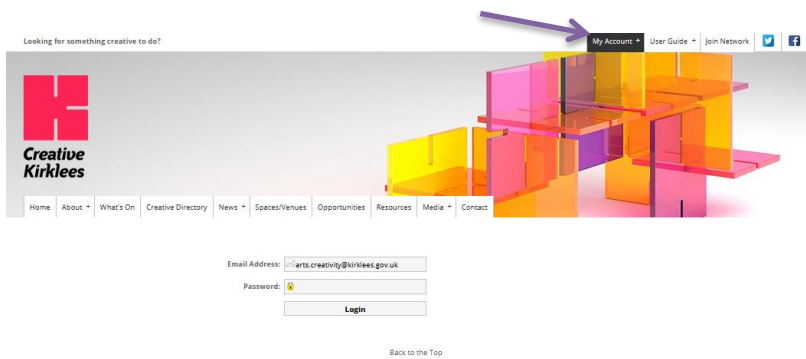 Looking for something creative to do?
My Account + User Guide + Join Network
Creative
Kirklees
Home About + What's On Creative Directory News + Spaces/Venues Opportunities Resources Media + Contact
Email Address: arts.creativity@kirklees.gov.uk
Password:
Login
Back to the Top